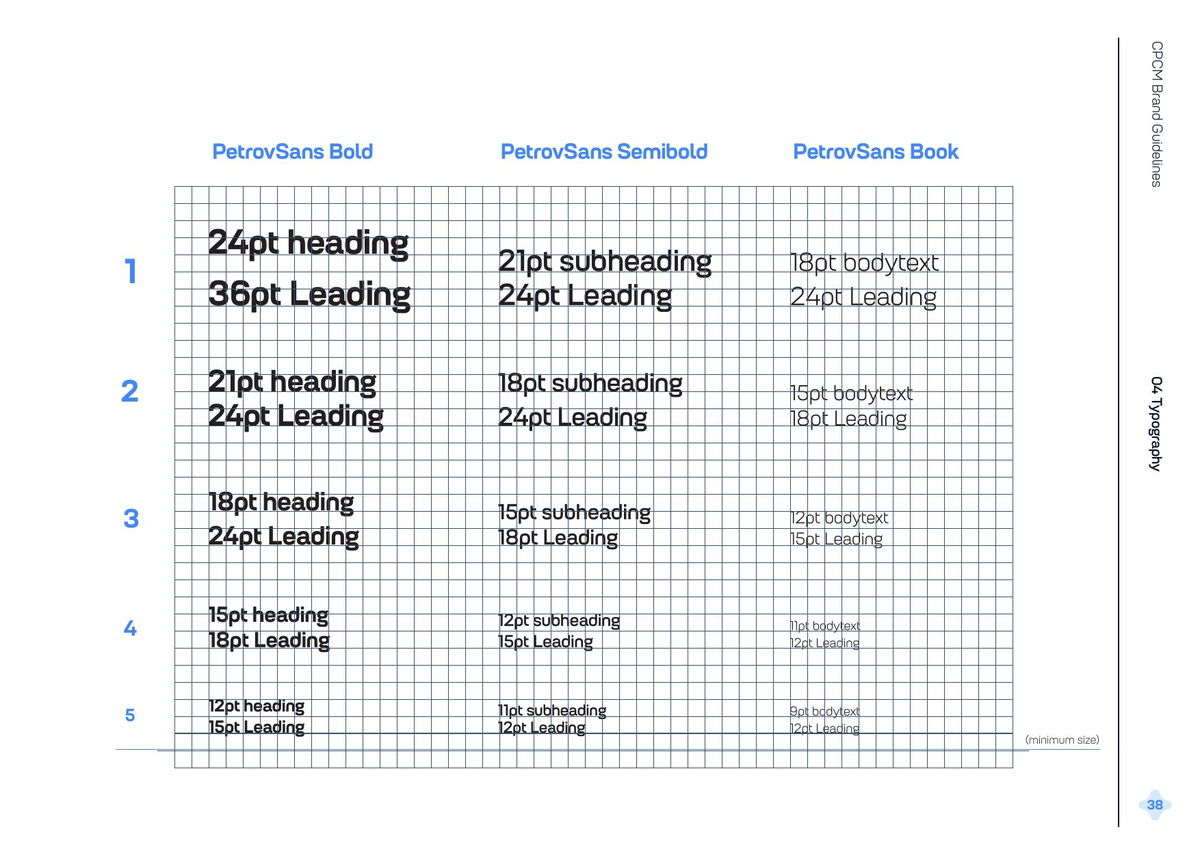 CPCM Brand Guidelines
PetrovSans Bold
PetrovSans Semibold
PetrovSans Book
1
24pt heading
36pt Leading
21pt subheading
24pt Leading
18pt bodytext
24pt Leading
2
21pt heading
24pt Leading
18pt subheading
24pt Leading
15pt bodytext
18pt Leading
3
18pt heading
24pt Leading
15pt subheading
18pt Leading
12pt bodytext
15pt Leading
4
15pt heading
18pt Leading
12pt subheading
15pt Leading
11pt bodytext
12pt Leading
5
12pt heading
15pt Leading
11pt subheading
12pt Leading
9pt bodytext
12pt Leading
(minimum size)
04 Typography
38